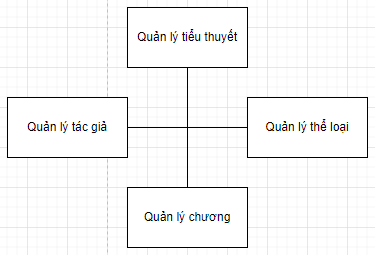 Quản lý tiểu thuyết
Quản lý tác giả
Quản lý thể loại
Quản lý chương